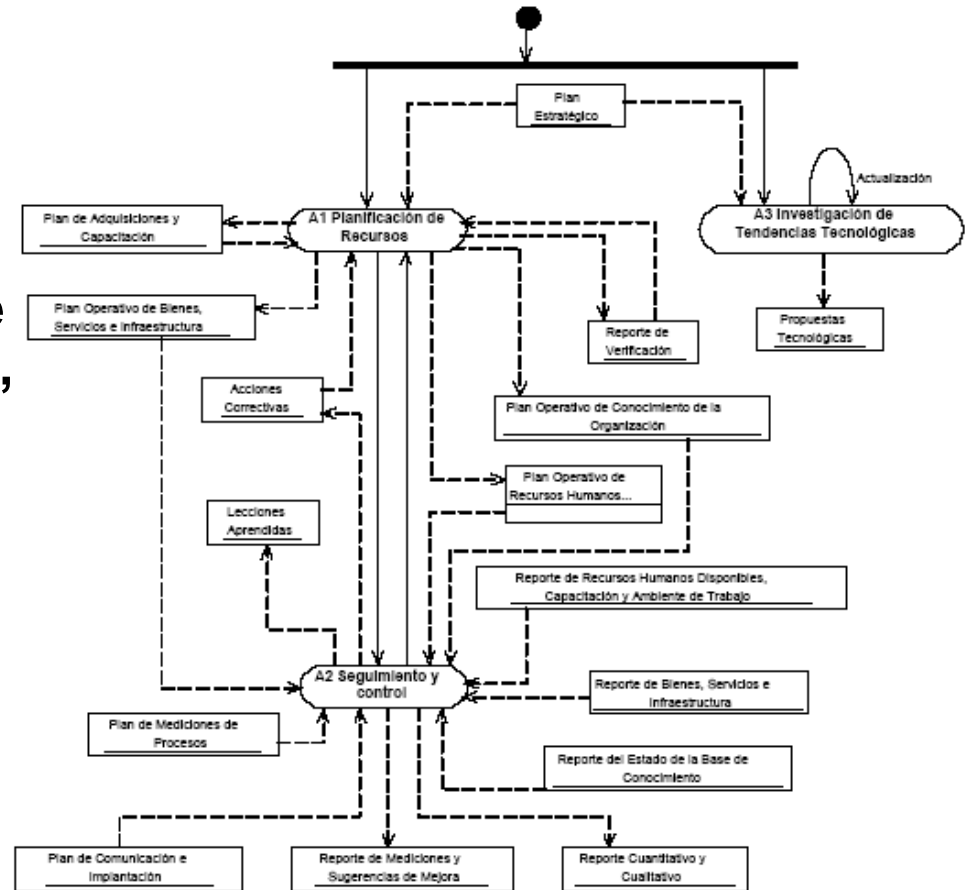 Plan
Estratégico
Actualización
A1 Planificación de
Recursos
A3 Investigación de
Tendencias Tecnológicas
Plan de Adquisiciones y
Capacitación
Plan Operativo de Bienes,
Servicios e Infraestructura
e
,
Reporte de
Verificación
Propuestas
Tecnológicas
Acciones
Correctivas
Plan Operativo de Conocimiento de la
Organización
Plan Operativo de
Recursos Humanos...
Lecciones
Aprendidas
Reporte de Recursos Humanos Disponibles,
Capacitación y Ambiente de Trabajo
A2 Seguimiento y
control
Reporte de Bienes, Servicios e
Infraestructura
Plan de Mediciones de
Procesos
Reporte del Estado de la Base de
Conocimiento
Plan de Comunicación e
Implantación
Reporte de Mediciones y
Sugerencias de Mejora
Reporte Cuantitativo y
Cualitativo